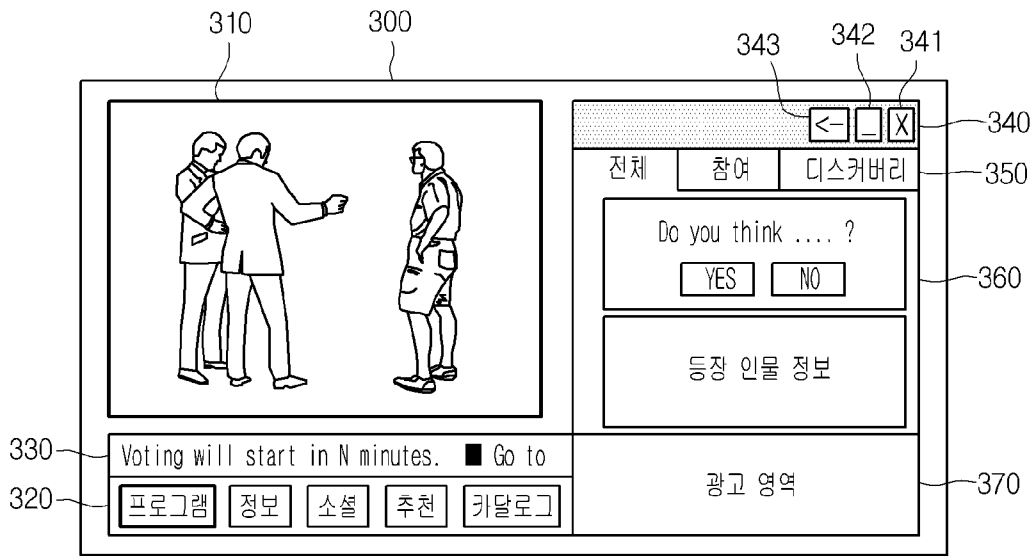 310
300
343
342
341
<-
_
X
340
전체
참여
디스커버리
350
Do you think .... ?
YES
NO
360
등장 인물 정보
330
Voting will start in N minutes. ■ Go to
320
프로그램
정보
소셜
추천
카달로그
광고 영역
370